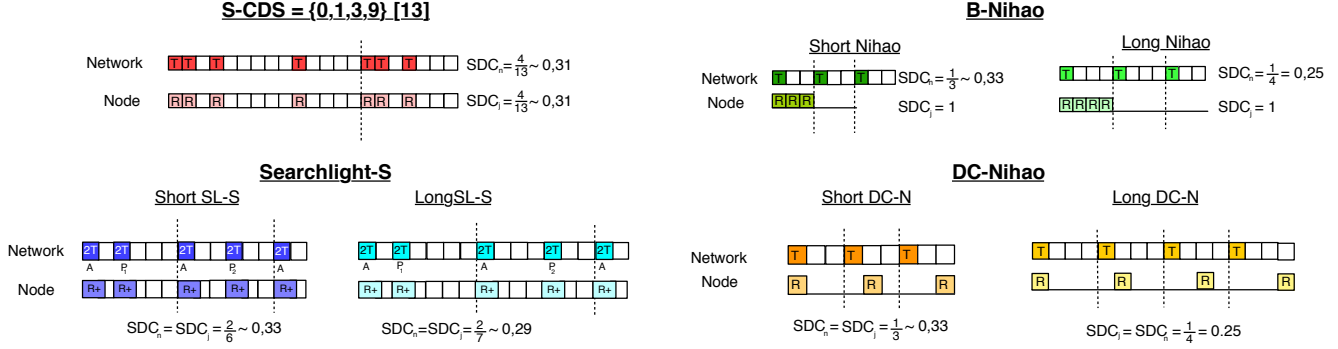 S-CDS = {0,1,3,9} [13]
Network T T T T T T T SDCₙ= 4/13 ~ 0,31
Node R R R R R R R SDCⱼ= 4/13 ~ 0,31
B-Nihao
Short Nihao
Network T T T SDCₙ= 1/3 ~ 0,33
Node R R R SDCⱼ = 1
Long Nihao
T T T SDCₙ= 1/4 = 0,25
R R R R SDCⱼ = 1
Searchlight-S
Short SL-S
Network 2T 2T 2T 2T 2T
A P₁ A P₂ A
Node R+ R+ R+ R+ R+
SDCₙ= SDCⱼ= 2/6 ~ 0,33
LongSL-S
2T 2T 2T 2T 2T
A P₁ A P₂ A
R+ R+ R+ R+ R+
SDCₙ= SDCⱼ= 2/7 ~ 0,29
DC-Nihao
Short DC-N
Network T T T
Node R R R
SDCₙ= SDCⱼ= 1/3 ~ 0,33
Long DC-N
T T T T
R R R R
SDCⱼ= SDCₙ= 1/4 = 0.25